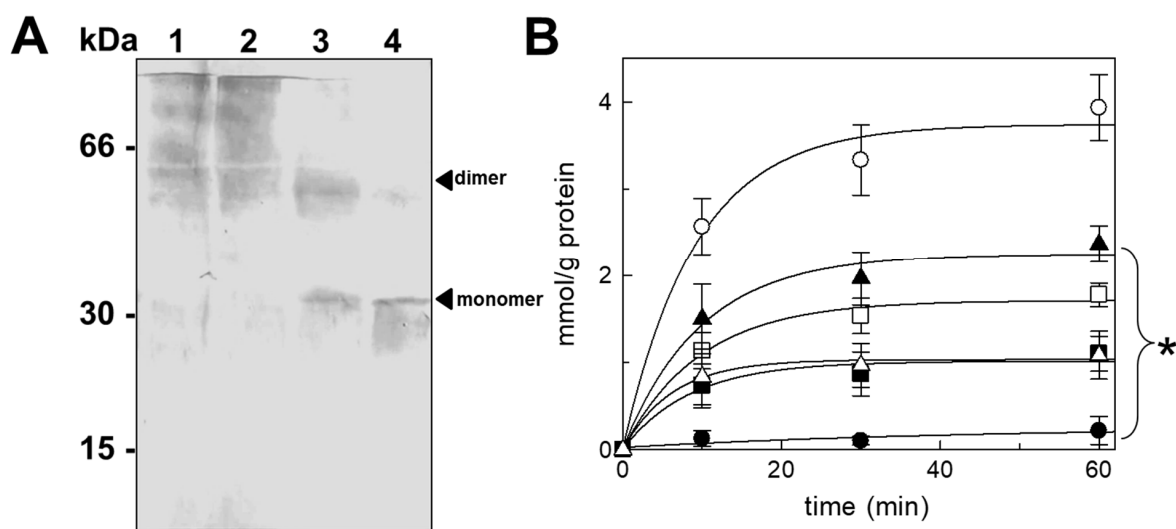 A
kDa 1 2 3 4
66
dimer
monomer
30
15
B
mmol/g protein
4
2
0
0 20 40 60
time (min)
*